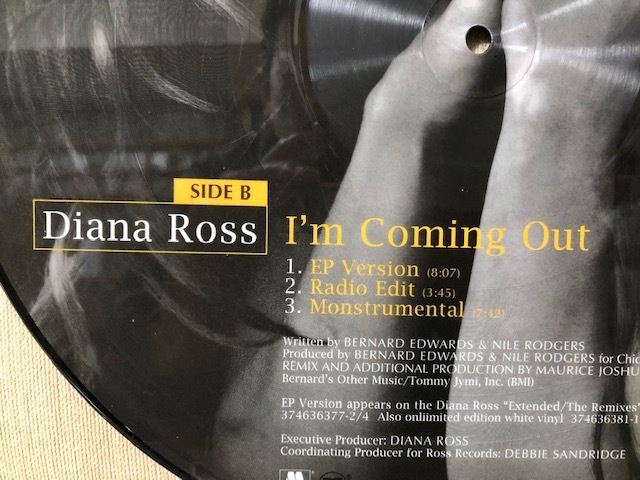 SIDE B
Diana Ross
I'm Coming Out
1. EP Version (8:07)
2. Radio Edit (3:45)
3. Monstrumental (7:42)
Written by BERNARD EDWARDS & NILE RODGERS
Produced by BERNARD EDWARDS & NILE RODGERS for Chic
REMIX AND ADDITIONAL PRODUCTION BY MAURICE JOSHU
Bernard's Other Music/Tommy Jymi, Inc. (BMI)
EP Version appears on the Diana Ross "Extended/The Remixes"
374636377-2/4 Also onliimited edition white vinyl 374636381-1
Executive Producer: DIANA ROSS
Coordinating Producer for Ross Records: DEBBIE SANDRIDGE